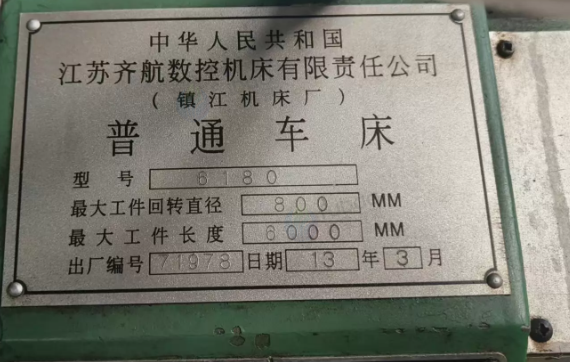 中华人民共和国
江苏齐航数控机床有限责任公司
（镇江机床厂）
普通车床
型号 6180
最大工件回转直径 800 MM
最大工件长度 6000 MM
出厂编号 71978 日期 13 年 3 月